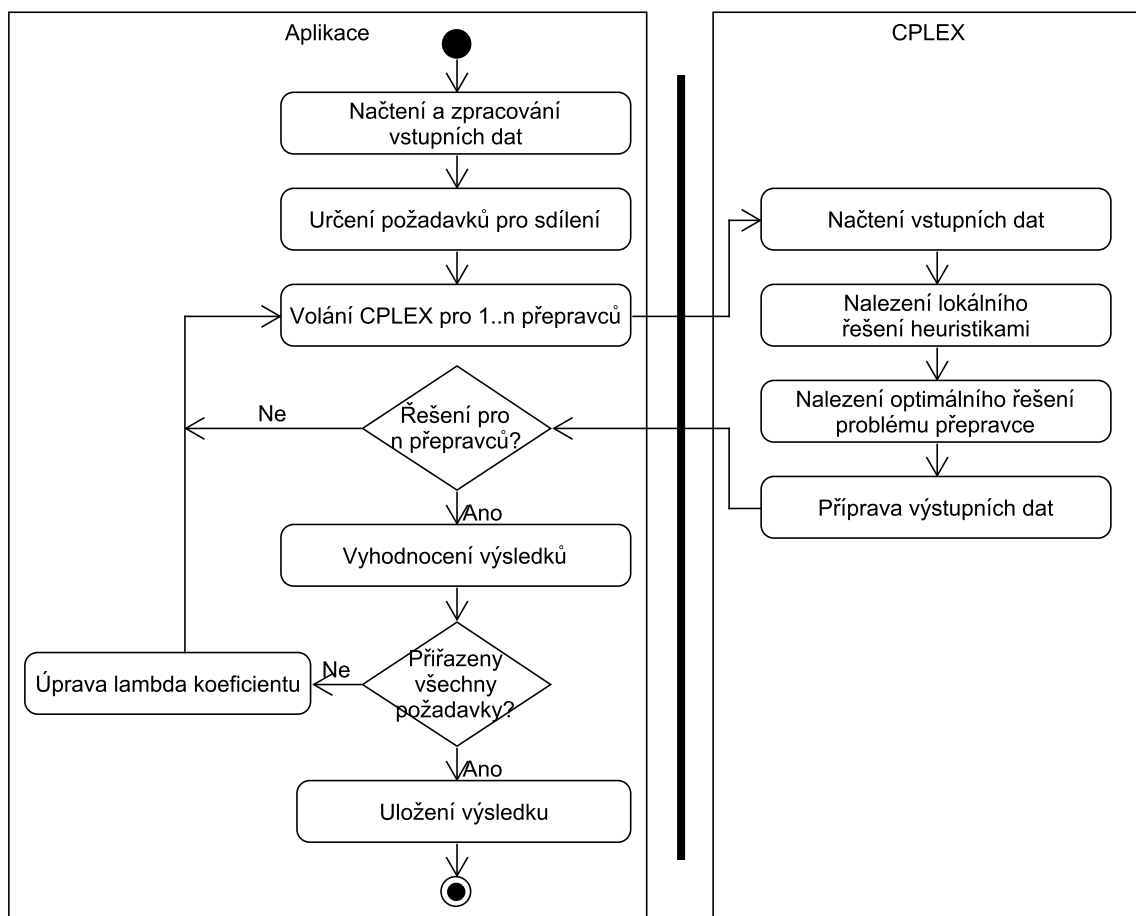 Aplikace
Načtení a zpracování
vstupních dat
Určení požadavků pro sdílení
Volání CPLEX pro 1..n přepravců
Řešení pro
n přepravců?
Ne
Ano
Vyhodnocení výsledků
Přiřazeny
všechny
požadavky?
Ne
Úprava lambda koeficientu
Ano
Uložení výsledku
CPLEX
Načtení vstupních dat
Nalezení lokálního
řešení heuristikami
Nalezení optimálního řešení
problému přepravce
Příprava výstupních dat